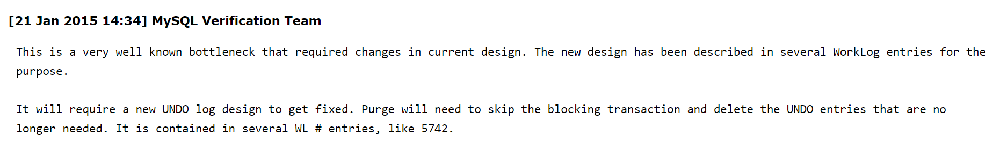 [21 Jan 2015 14:34] MySQL Verification Team
This is a very well known bottleneck that required changes in current design. The new design has been described in several WorkLog entries for the
purpose.
It will require a new UNDO log design to get fixed. Purge will need to skip the blocking transaction and delete the UNDO entries that are no
longer needed. It is contained in several WL # entries, like 5742.